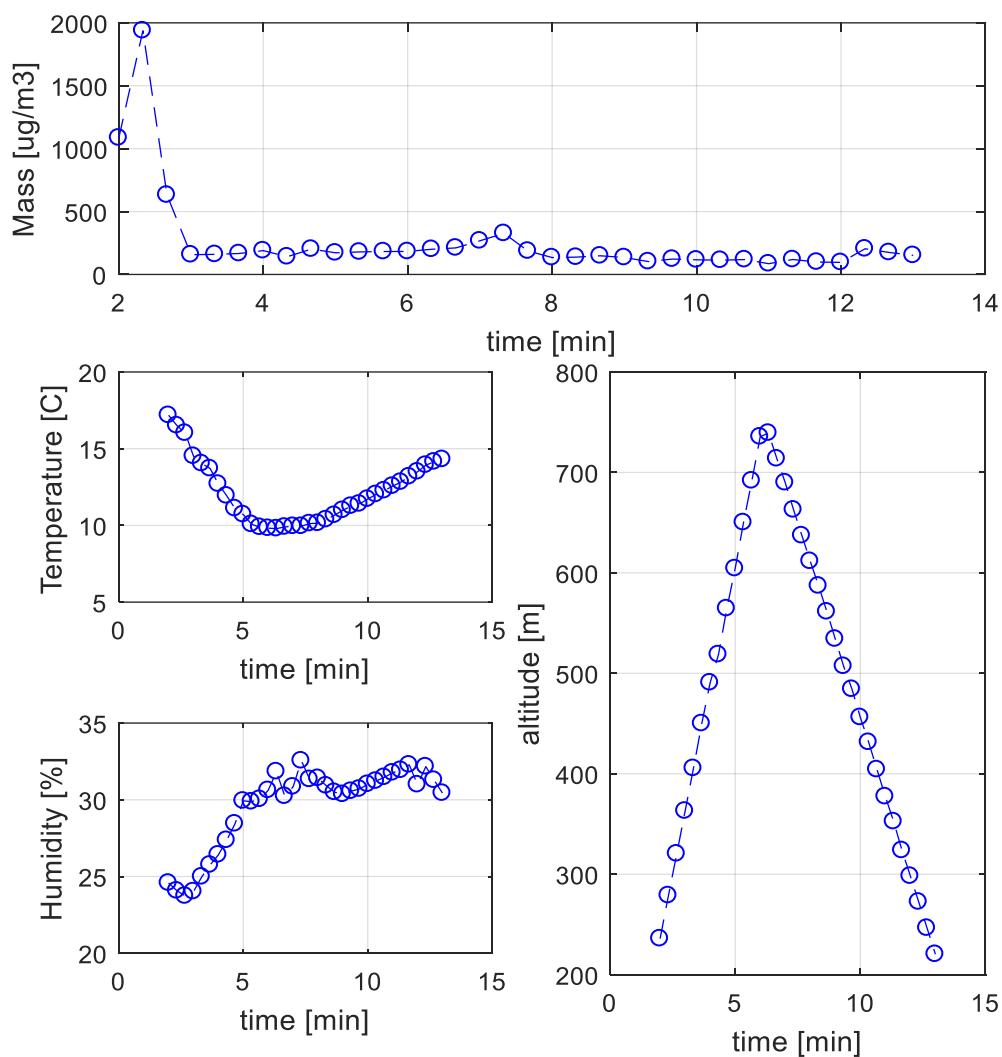 2000
1500
1000
500
0
Mass [ug/m3]
2 4 6 8 10 12 14
time [min]
20
15
10
5
Temperature [C]
0 5 10 15
time [min]
35
30
25
20
Humidity [%]
0 5 10 15
time [min]
800
700
600
500
400
300
200
altitude [m]
0 5 10 15
time [min]